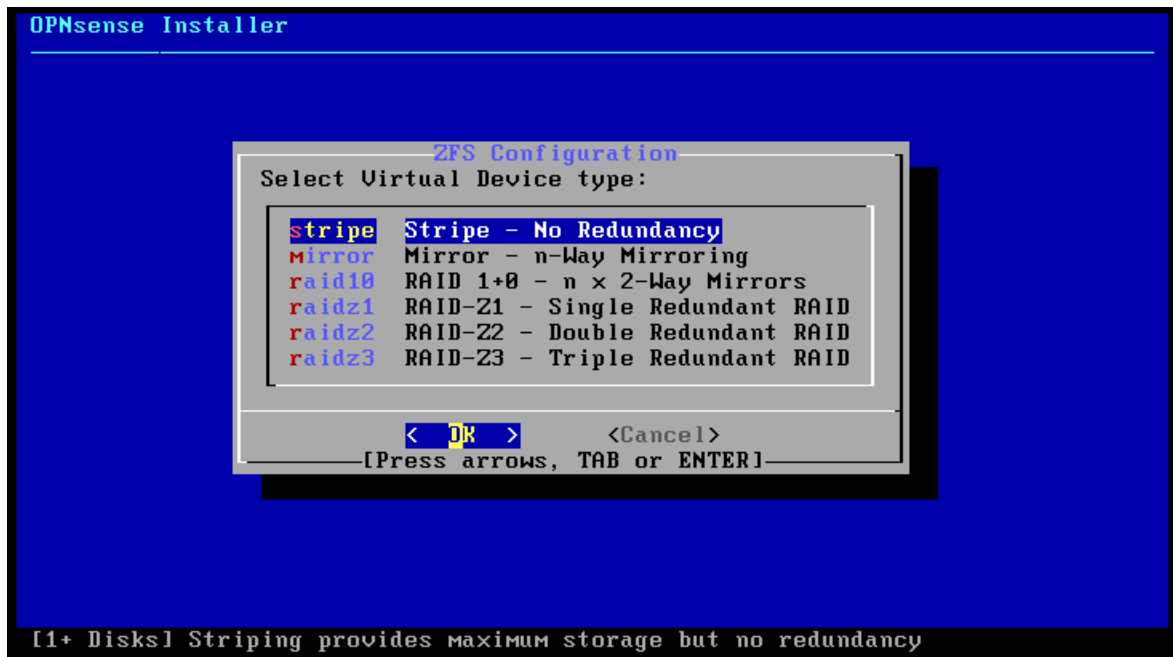 OPNsense Installer
ZFS Configuration
Select Virtual Device type:
stripe Stripe - No Redundancy
mirror Mirror - n-Way Mirroring
raid10 RAID 1+0 - n x 2-Way Mirrors
raidz1 RAID-Z1 - Single Redundant RAID
raidz2 RAID-Z2 - Double Redundant RAID
raidz3 RAID-Z3 - Triple Redundant RAID
< OK > <Cancel>
[Press arrows, TAB or ENTER]
[1+ Disks] Striping provides maximum storage but no redundancy